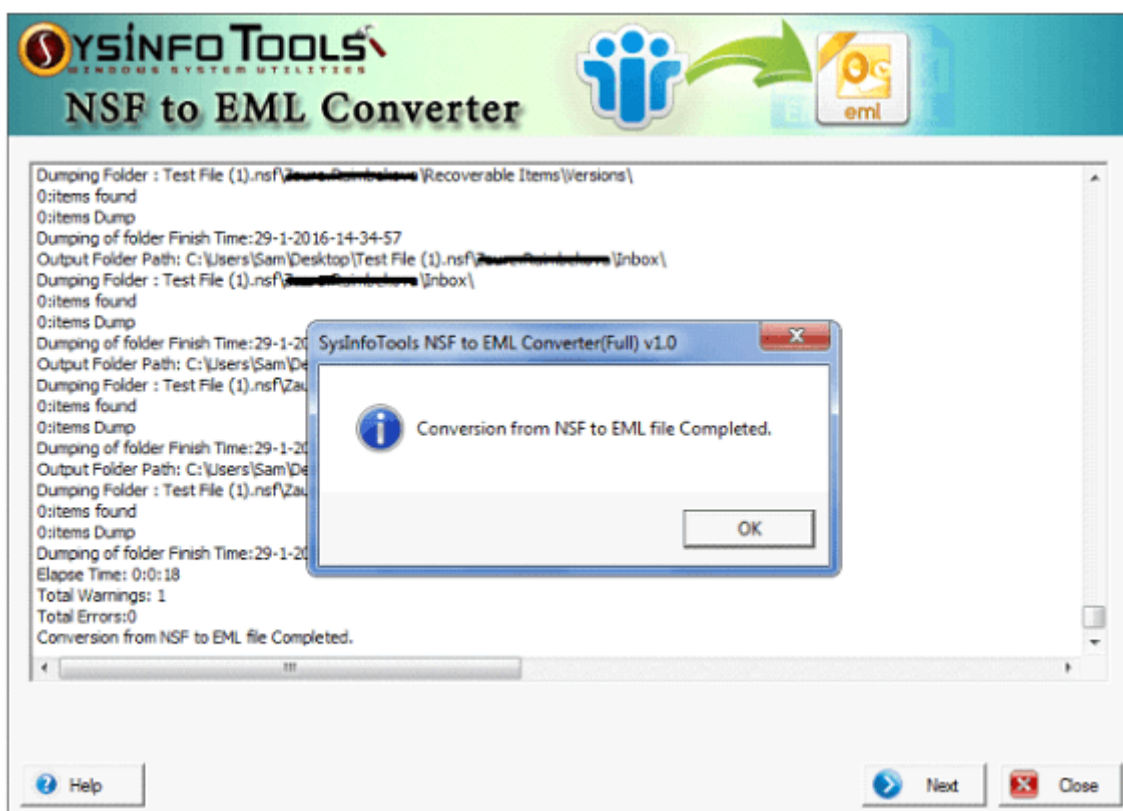 SYSINFO TOOLS
WINDOWS SYSTEM UTILITIES
NSF to EML Converter
eml
Dumping Folder : Test File (1).nsf\ \Recoverable Items\Versions\
0:items found
0:items Dump
Dumping of folder Finish Time:29-1-2016-14-34-57
Output Folder Path: C:\Users\Sam\Desktop\Test File (1).nsf\ \Inbox\
Dumping Folder : Test File (1).nsf\ \Inbox\
0:items found
0:items Dump
Dumping of folder Finish Time:29-1-20
Output Folder Path: C:\Users\Sam\De
Dumping Folder : Test File (1).nsf\Zau
0:items found
0:items Dump
Dumping of folder Finish Time:29-1-20
Output Folder Path: C:\Users\Sam\De
Dumping Folder : Test File (1).nsf\Zau
0:items found
0:items Dump
Dumping of folder Finish Time:29-1-20
Elapse Time: 0:0:18
Total Warnings: 1
Total Errors:0
Conversion from NSF to EML file Completed.
SysInfoTools NSF to EML Converter(Full) v1.0
Conversion from NSF to EML file Completed.
OK
Help
Next
Close